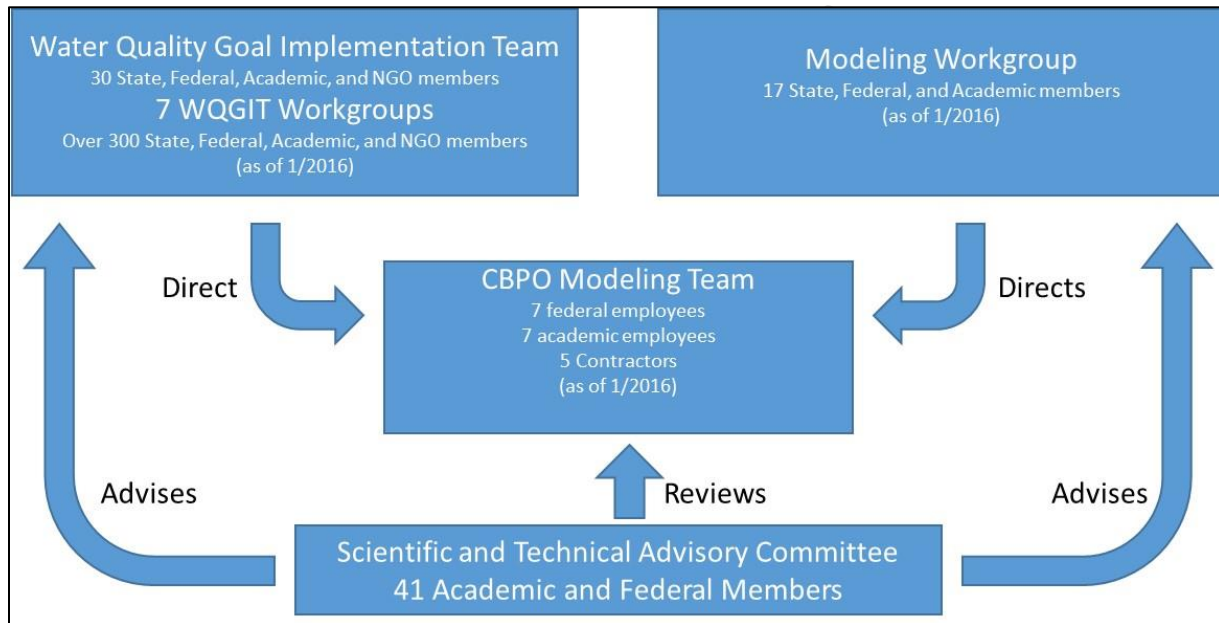 Water Quality Goal Implementation Team
30 State, Federal, Academic, and NGO members
7 WQGIT Workgroups
Over 300 State, Federal, Academic, and NGO members
(as of 1/2016)
Modeling Workgroup
17 State, Federal, and Academic members
(as of 1/2016)
Direct
CBPO Modeling Team
7 federal employees
7 academic employees
5 Contractors
(as of 1/2016)
Directs
Advises
Reviews
Advises
Scientific and Technical Advisory Committee
41 Academic and Federal Members